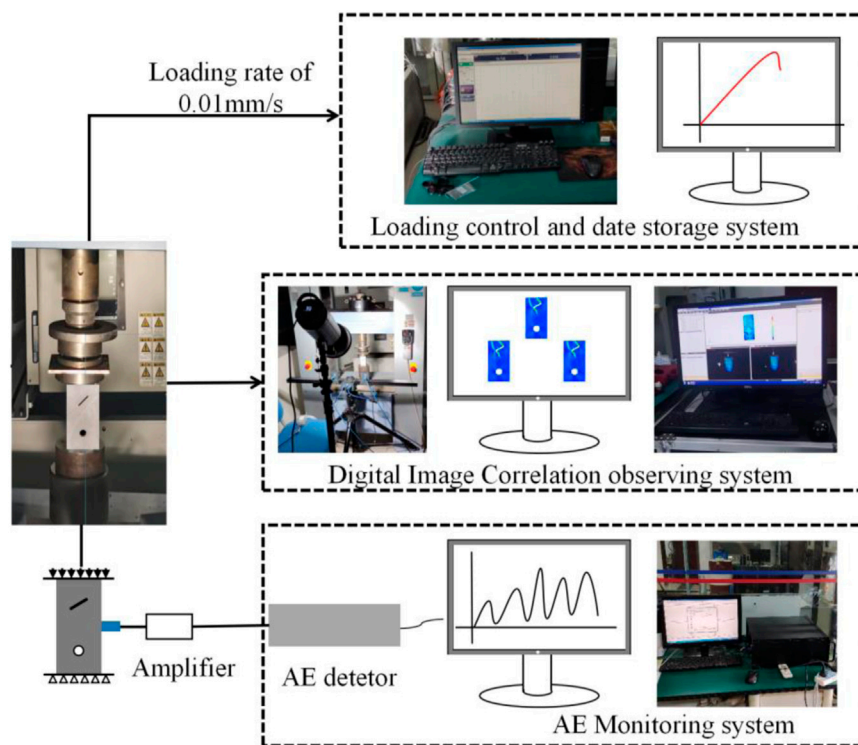 Loading rate of
0.01mm/s
Loading control and date storage system
Digital Image Correlation observing system
Amplifier
AE detetor
AE Monitoring system